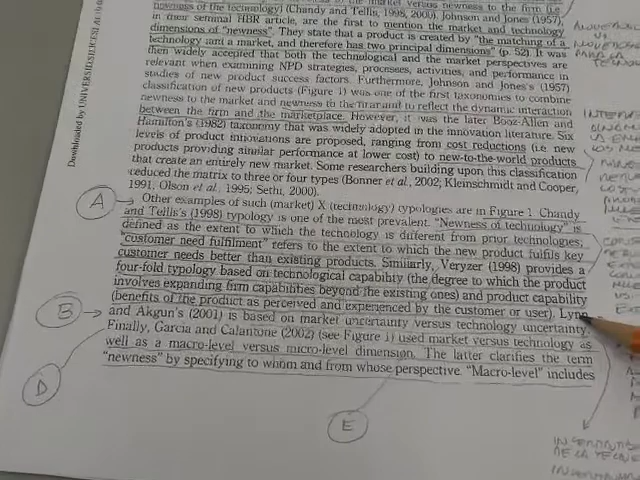 newness of the technology) (Chandy and Tellis, 1998, 2000). Johnson and Jones (1957),
in their seminal HBR article, are the first to mention the market and technology
dimensions of "newness". They state that a product is created by "the matching of a
technology and a market, and therefore has two principal dimensions" (p. 52). It was
then widely accepted that both the technological and the market perspectives are
relevant when examining NPD strategies, processes, activities, and performance in
studies of new product success factors. Furthermore, Johnson and Jones's (1957)
classification of new products (Figure 1) was one of the first taxonomies to combine
newness to the market and newness to the firm and to reflect the dynamic interaction
between the firm and the marketplace. However, it was the later Booz-Allen and
Hamilton's (1982) taxonomy that was widely adopted in the innovation literature. Six
levels of product innovations are proposed, ranging from cost reductions (i.e. new
products providing similar performance at lower cost) to new-to-the-world products
that create an entirely new market. Some researchers building upon this classification
reduced the matrix to three or four types (Bonner et al., 2002; Kleinschmidt and Cooper,
1991, Olson et al., 1995; Sethi, 2000).
A
Other examples of such (market) X (technology) typologies are in Figure 1. Chandy
and Tellis's (1998) typology is one of the most prevalent. "Newness of technology" is
defined as the extent to which the technology is different from prior technologies;
"customer need fulfilment" refers to the extent to which the new product fulfils key
customer needs better than existing products. Similarly, Veryzer (1998) provides a
four-fold typology based on technological capability (the degree to which the product
involves expanding firm capabilities beyond the existing ones) and product capability
(benefits of the product as perceived and experienced by the customer or user). Lynn
B
and Akgun's (2001) is based on market uncertainty versus technology uncertainty.
Finally, Garcia and Calantone (2002) (see Figure 1) used market versus technology as
well as a macro-level versus micro-level dimension. The latter clarifies the term
"newness" by specifying to whom and from whose perspective. "Macro-level" includes
D
E
Downloaded by